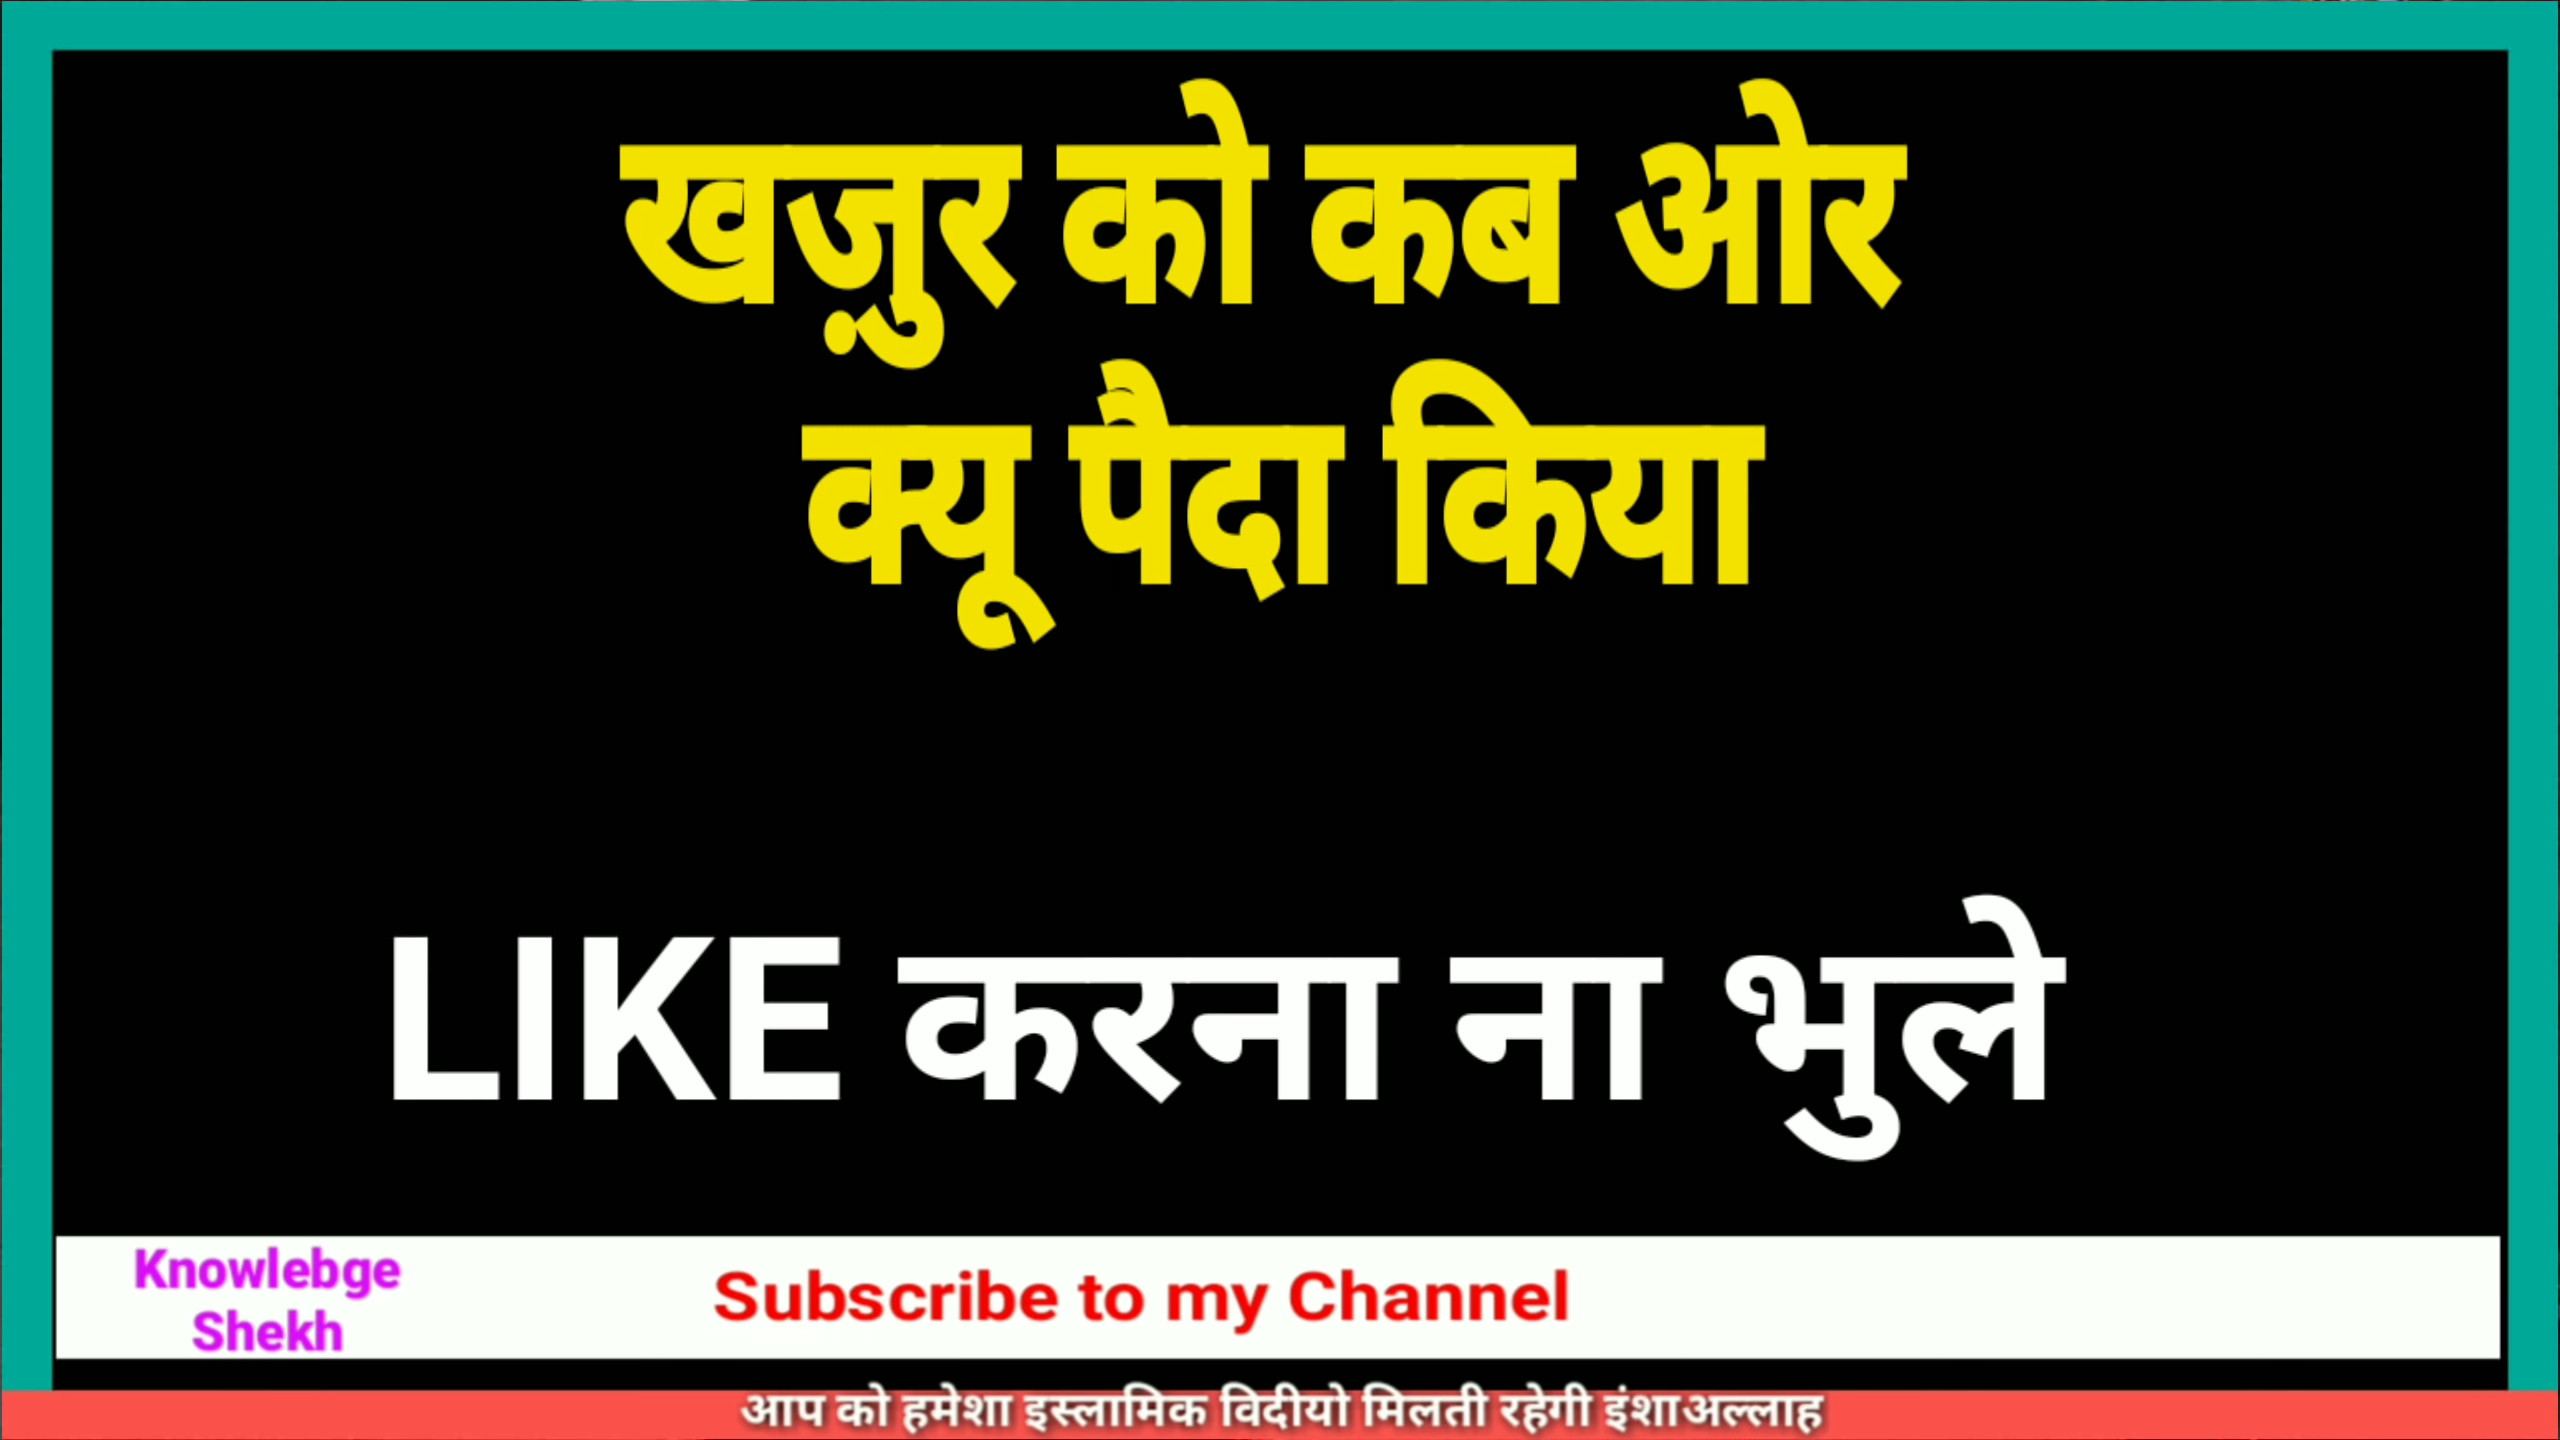 खज़ुर को कब ओर
क्यू पैदा किया
LIKE करना ना भुले
Knowlebge
Shekh
Subscribe to my Channel
आप को हमेशा इस्लामिक विदीयो मिलती रहेगी इंशाअल्लाह